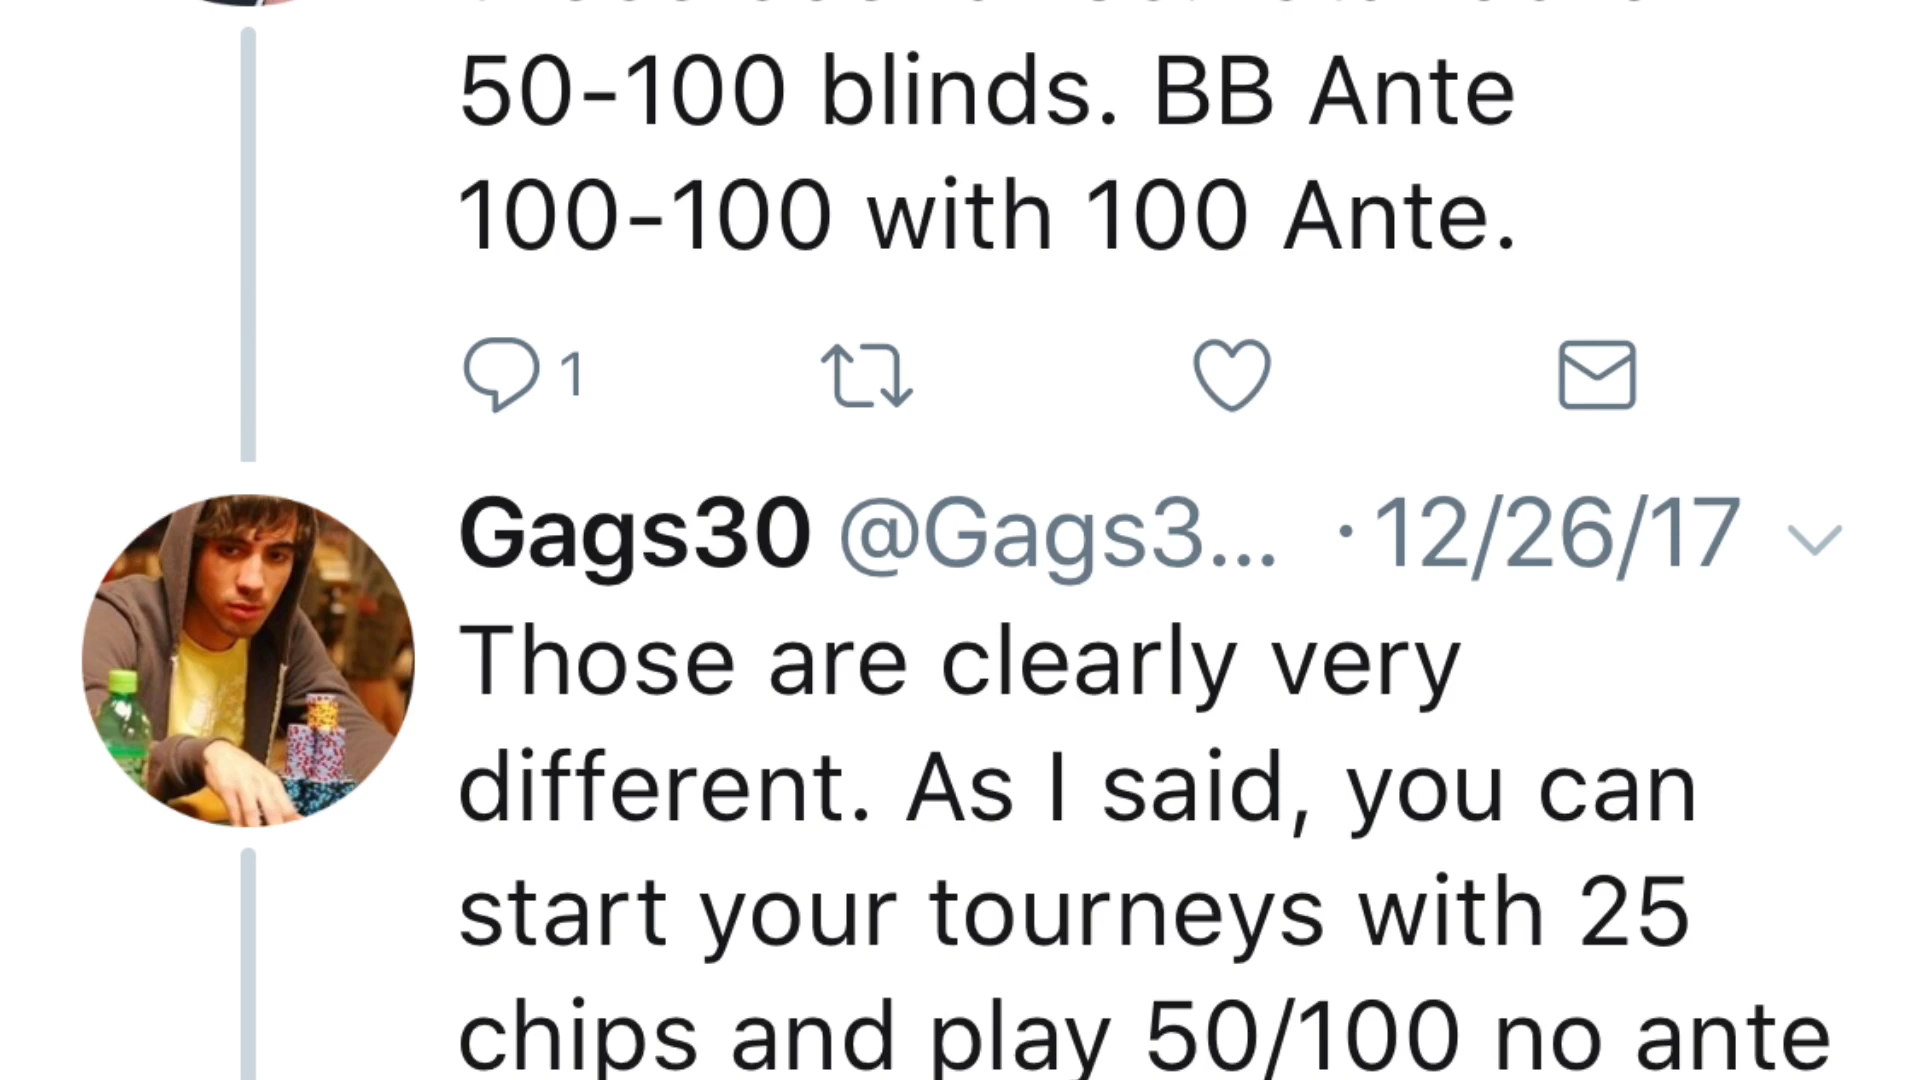 50-100 blinds. BB Ante
100-100 with 100 Ante.
1
Gags30 @Gags3... · 12/26/17
Those are clearly very
different. As I said, you can
start your tourneys with 25
chips and play 50/100 no ante